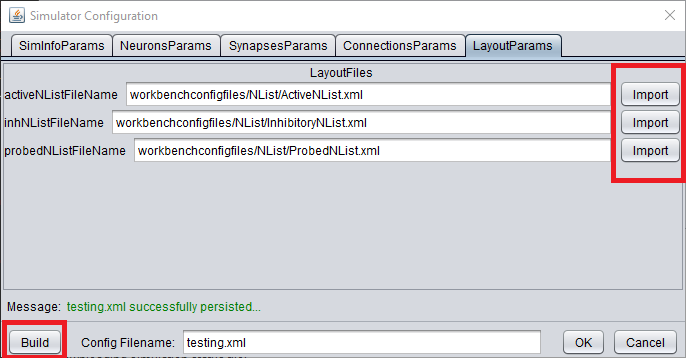 Simulator Configuration
SimInfoParams NeuronsParams SynapsesParams ConnectionsParams LayoutParams
LayoutFiles
activeNListFileName workbenchconfigfiles/NList/ActiveNList.xml Import
inhNListFileName workbenchconfigfiles/NList/InhibitoryNList.xml Import
probedNListFileName workbenchconfigfiles/NList/ProbedNList.xml Import
Message: testing.xml successfully persisted...
Build Config Filename: testing.xml OK Cancel